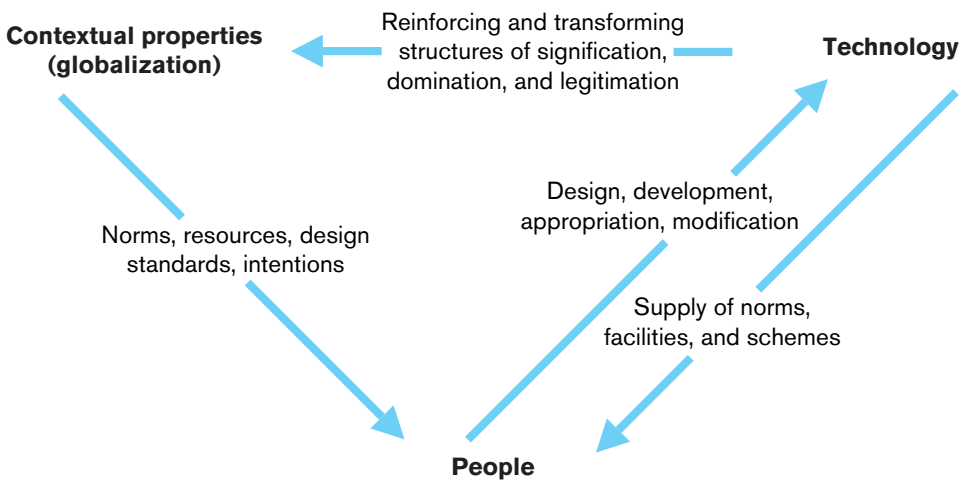 Contextual properties
(globalization)
Reinforcing and transforming
structures of signification,
domination, and legitimation
Technology
Design, development,
appropriation, modification
Norms, resources, design
standards, intentions
Supply of norms,
facilities, and schemes
People